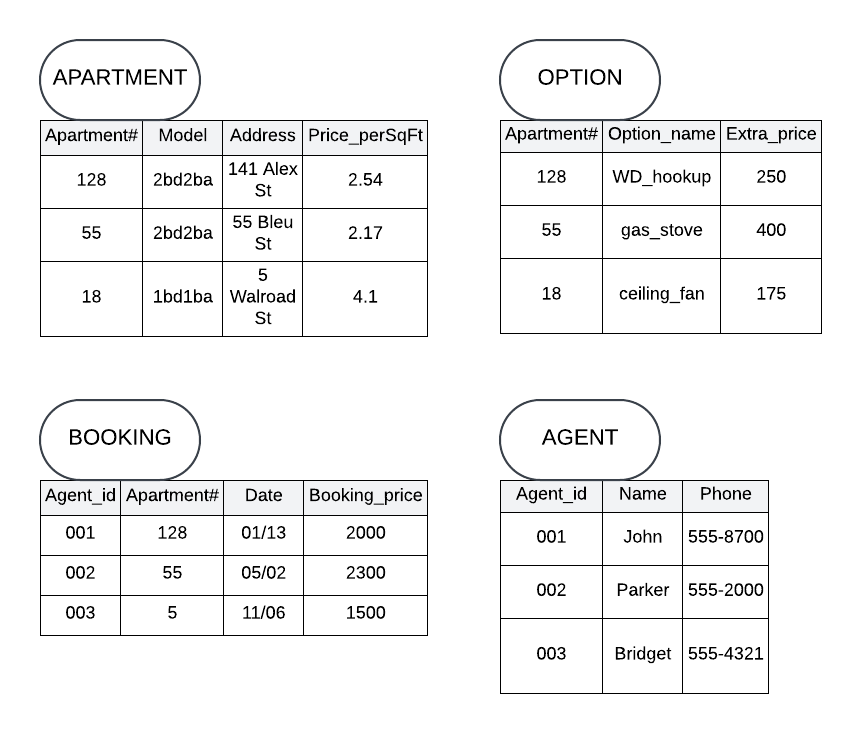 APARTMENT
Apartment# Model Address Price_perSqFt
128 2bd2ba 141 Alex St 2.54
55 2bd2ba 55 Bleu St 2.17
18 1bd1ba 5 Walroad St 4.1
OPTION
Apartment# Option_name Extra_price
128 WD_hookup 250
55 gas_stove 400
18 ceiling_fan 175
BOOKING
Agent_id Apartment# Date Booking_price
001 128 01/13 2000
002 55 05/02 2300
003 5 11/06 1500
AGENT
Agent_id Name Phone
001 John 555-8700
002 Parker 555-2000
003 Bridget 555-4321